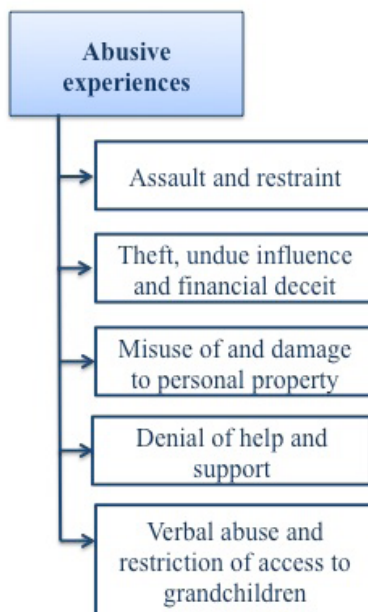 Abusive
experiences
Assault and restraint
Theft, undue influence
and financial deceit
Misuse of and damage
to personal property
Denial of help and
support
Verbal abuse and
restriction of access to
grandchildren